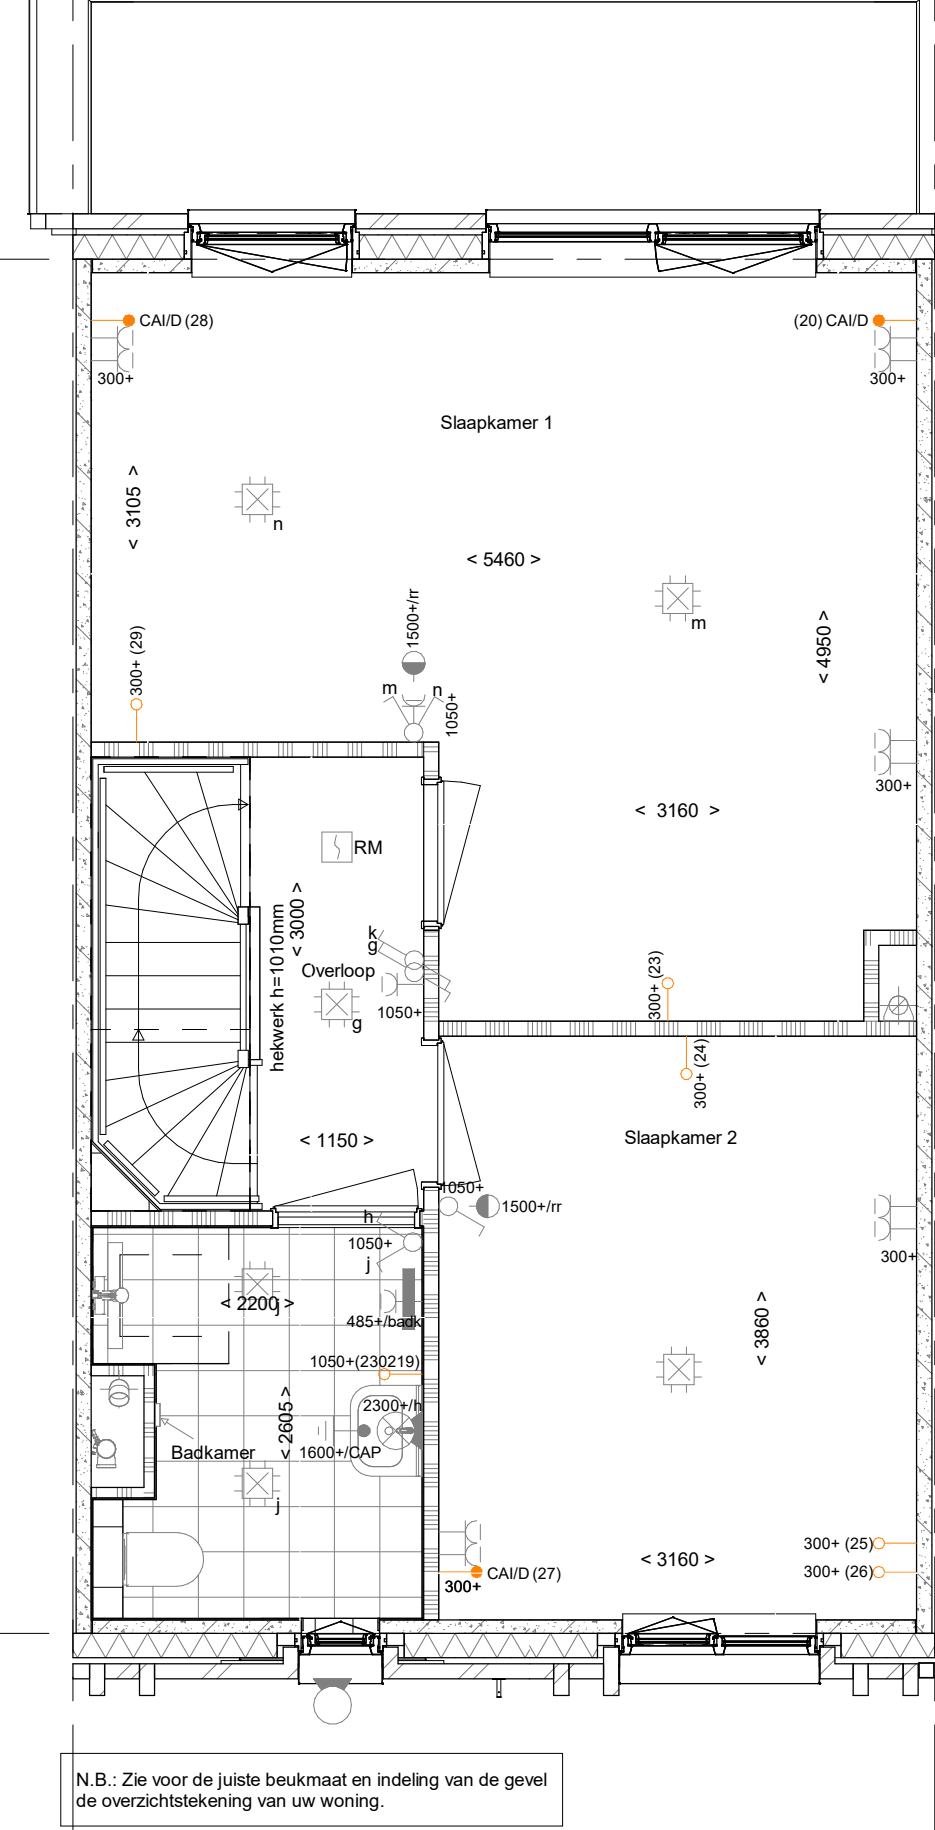 CAI/D (28)
(20) CAI/D
300+
300+
Slaapkamer 1
< 3105 >
n
< 5460 >
m
1500+/rr
< 4950 >
300+ (29)
m
n
1050+
300+
< 3160 >
RM
hekwerk h=1010mm
< 3000 >
k
g
Overloop
1050+
g
300+ (23)
300+ (24)
< 1150 >
Slaapkamer 2
1050+
1500+/rr
h
1050+
j
300+
< 2200 >
j
485+/badk
< 3860 >
1050+(230219)
2300+/h
< 2605 >
Badkamer
1600+/CAP
j
300+ (25)
< 3160 >
300+ (26)
CAI/D (27)
300+
N.B.: Zie voor de juiste beukmaat en indeling van de gevel
de overzichtstekening van uw woning.